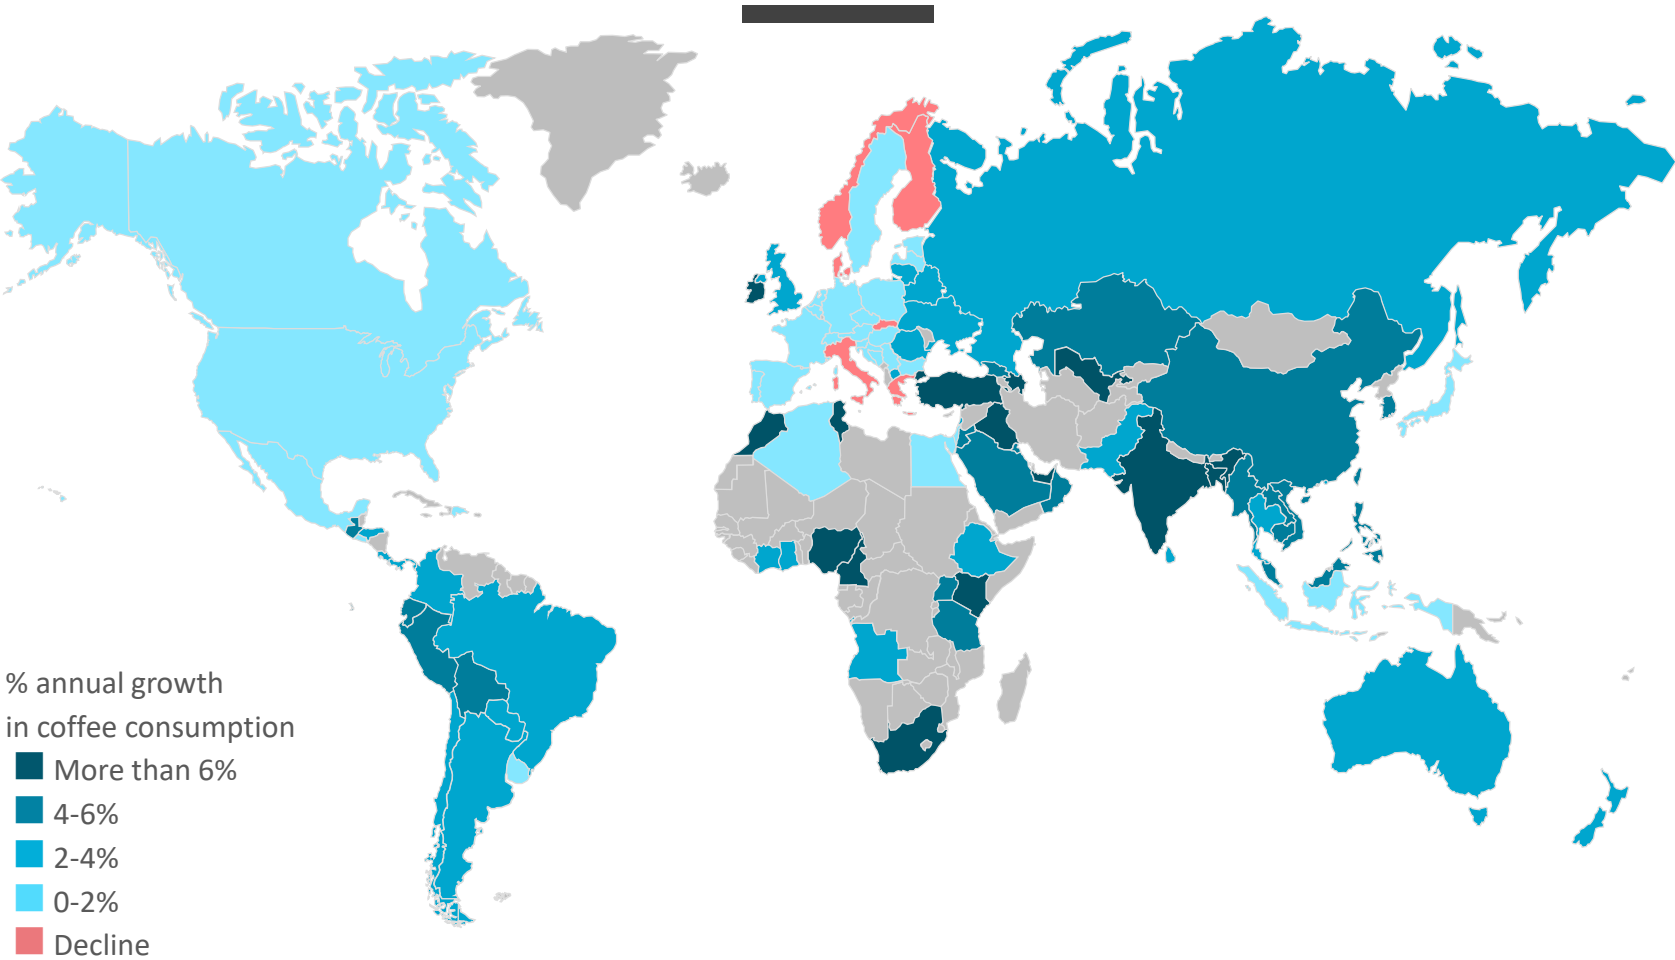 % annual growth
in coffee consumption
More than 6%
4-6%
2-4%
0-2%
Decline